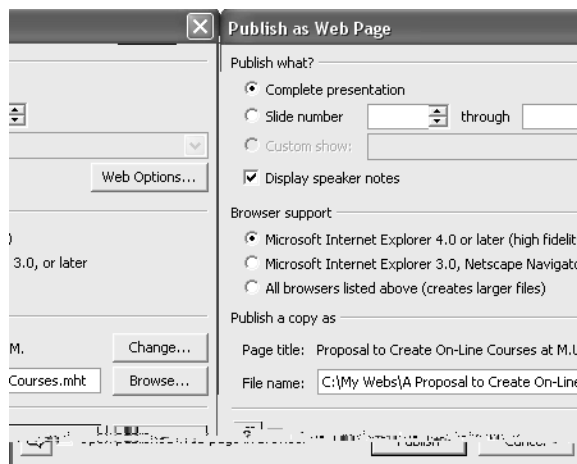 Web Options...
)
3.0, or later
M.
Change...
Courses.mht
Browse...
Publish as Web Page
Publish what?
Complete presentation
Slide number
through
Custom show:
Display speaker notes
Browser support
Microsoft Internet Explorer 4.0 or later (high fidelit
Microsoft Internet Explorer 3.0, Netscape Navigato
All browsers listed above (creates larger files)
Publish a copy as
Page title: Proposal to Create On-Line Courses at M.U
File name: C:\My Webs\A Proposal to Create On-Line